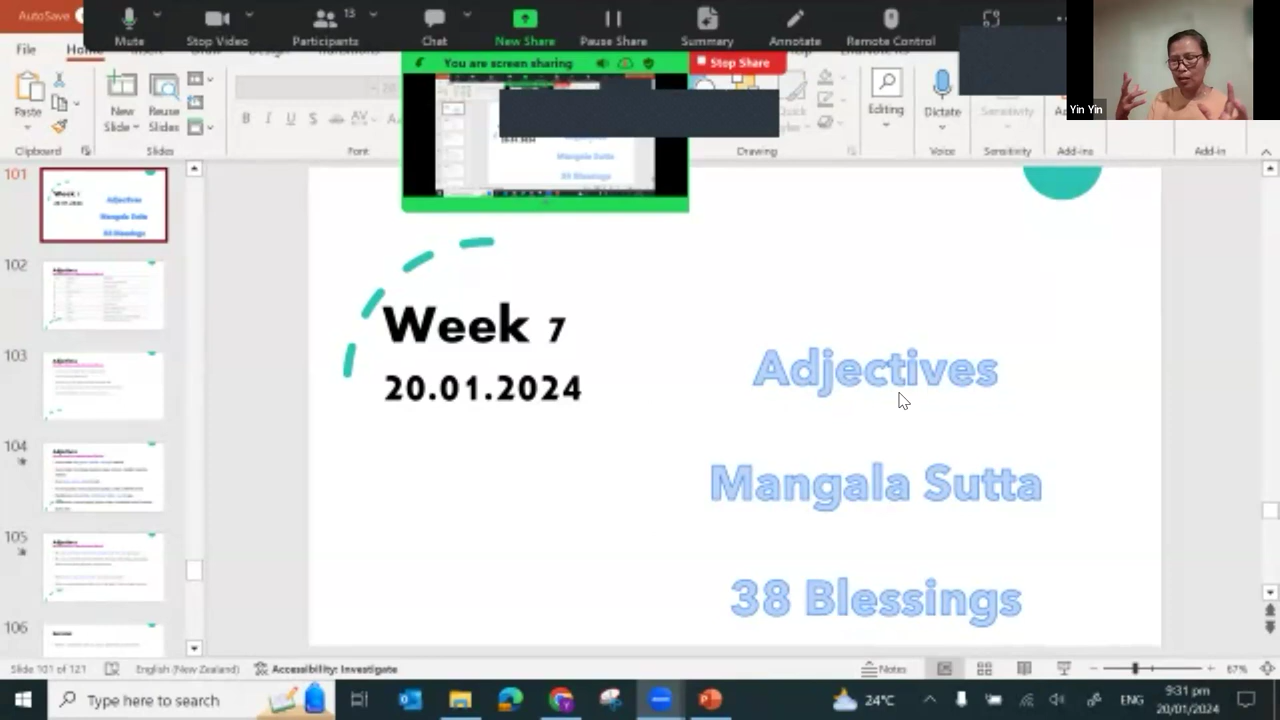 AutoSave
Mute
Stop Video
Participants
13
Chat
New Share
Pause Share
Summary
Annotate
Remote Control
You are screen sharing
Stop Share
Yin Yin
File
Home
Paste
New
Slide
Reuse
Slides
Editing
Dictate
Sensitivity
Clipboard
Slides
Font
Drawing
Voice
Sensitivity
Add-ins
Add-in
101
102
103
104
105
106
Week 7
20.01.2024
Adjectives
Mangala Sutta
38 Blessings
Slide 101 of 121
English (New Zealand)
Accessibility: Investigate
Notes
67%
Type here to search
24°C
ENG
9:31 pm
20/01/2024